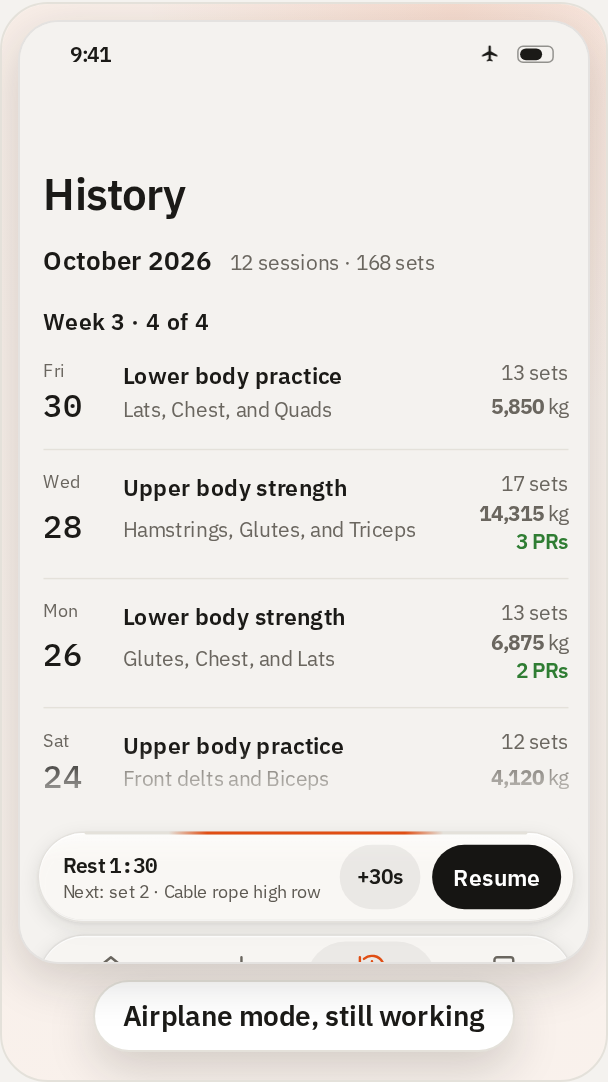 9:41
History
October 2026 12 sessions · 168 sets
Week 3 · 4 of 4
Fri
30
Lower body practice
Lats, Chest, and Quads
13 sets
5,850 kg
Wed
28
Upper body strength
Hamstrings, Glutes, and Triceps
17 sets
14,315 kg
3 PRs
Mon
26
Lower body strength
Glutes, Chest, and Lats
13 sets
6,875 kg
2 PRs
Sat
24
Upper body practice
Front delts and Biceps
12 sets
4,120 kg
Rest 1:30
Next: set 2 · Cable rope high row
+30s
Resume
Airplane mode, still working